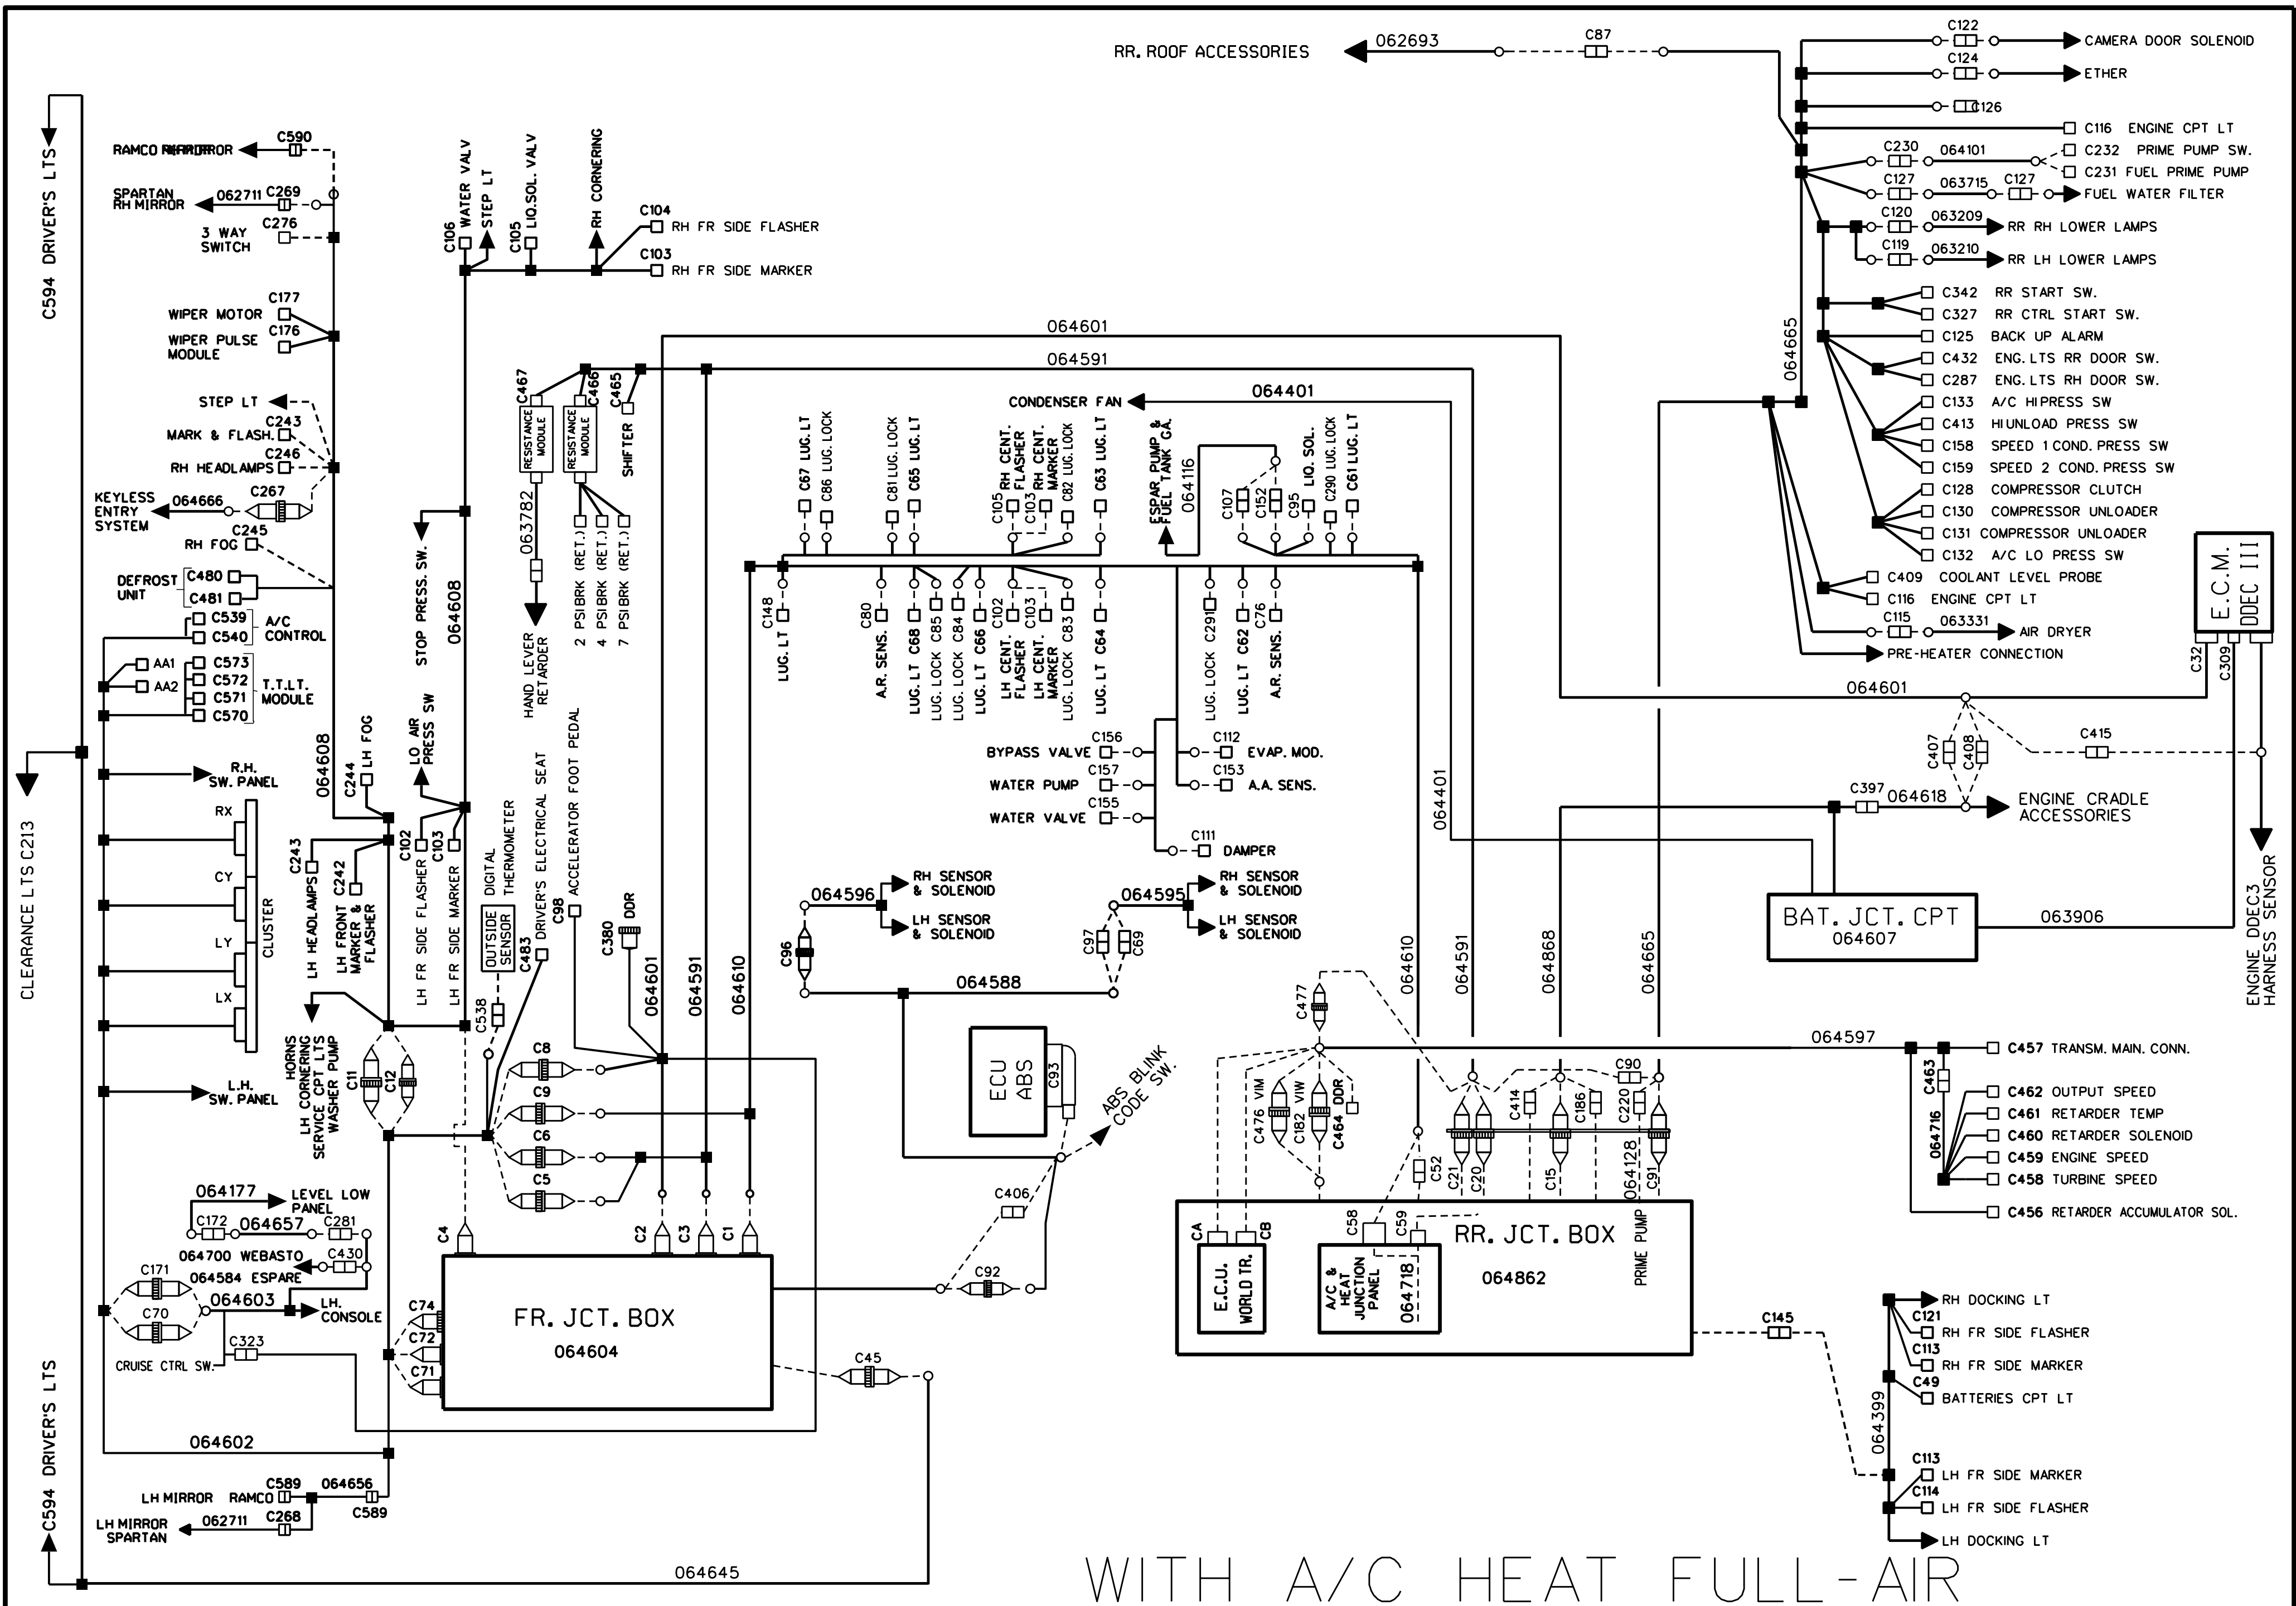 RR. ROOF ACCESSORIES
062693
C87
C122
CAMERA DOOR SOLENOID
C124
ETHER
C126
C116 ENGINE CPT LT
C230
064101
C232 PRIME PUMP SW.
C231 FUEL PRIME PUMP
C127
063715
C127
FUEL WATER FILTER
C120
063209
RR RH LOWER LAMPS
C119
063210
RR LH LOWER LAMPS
C342 RR START SW.
C327 RR CTRL START SW.
C125 BACK UP ALARM
C432 ENG. LTS RR DOOR SW.
C287 ENG. LTS RH DOOR SW.
C133 A/C HI PRESS SW
C413 HI UNLOAD PRESS SW
C158 SPEED 1 COND. PRESS SW
C159 SPEED 2 COND. PRESS SW
C128 COMPRESSOR CLUTCH
C130 COMPRESSOR UNLOADER
C131 COMPRESSOR UNLOADER
C132 A/C LO PRESS SW
C409 COOLANT LEVEL PROBE
C116 ENGINE CPT LT
C115
063331
AIR DRYER
PRE-HEATER CONNECTION
064665
E.C.M.
DDEC III
C32
C309
064601
C407
C408
C415
C397
064618
ENGINE CRADLE
ACCESSORIES
BAT. JCT. CPT
064607
063906
ENGINE DDEC3
HARNESS SENSOR
C594 DRIVER'S LTS
RAMCO
MIRROR
C590
SPARTAN
RH MIRROR
062711
C269
C276
3 WAY
SWITCH
C177
WIPER MOTOR
C176
WIPER PULSE
MODULE
STEP LT
C243
MARK & FLASH.
C246
RH HEADLAMPS
KEYLESS
ENTRY
SYSTEM
064666
C267
C245
RH FOG
DEFROST
UNIT
C480
C481
C539
C540
A/C
CONTROL
AA1
AA2
C573
C572
C571
C570
T.T.LT.
MODULE
R.H.
SW. PANEL
RX
CY
LY
LX
CLUSTER
L.H.
SW. PANEL
CLEARANCE LTS C213
064608
C244 LH FOG
C243
LH HEADLAMPS
LH FRONT C242
MARKER &
FLASHER
HORNS
LH CORNERING
SERVICE CPT LTS
WASHER PUMP
C11
C12
C106 WATER VALV
STEP LT
C105 LIQ.SOL. VALV
RH CORNERING
C104
RH FR SIDE FLASHER
C103
RH FR SIDE MARKER
STOP PRESS. SW.
064608
LO AIR
PRESS SW
C102
LH FR SIDE FLASHER
C103
LH FR SIDE MARKER
064601
064591
C467
C466
C465
RESISTANCE
MODULE
RESISTANCE
MODULE
SHIFTER
063782
2 PSI BRK (RET.)
4 PSI BRK (RET.)
7 PSI BRK (RET.)
HAND LEVER
RETARDER
DIGITAL
THERMOMETER
OUTSIDE
SENSOR
C538
C483 DRIVER'S ELECTRICAL SEAT
C98 ACCELERATOR FOOT PEDAL
C380 DDR
064601
064591
064610
CONDENSER FAN
064401
C67 LUG. LT
C86 LUG. LOCK
C81 LUG. LOCK
C65 LUG. LT
C105 RH CENT.
FLASHER
C103 RH CENT.
MARKER
C82 LUG. LOCK
C63 LUG. LT
ESPAR PUMP &
FUEL TANK GA.
064116
C107
C152
C95 LIQ. SOL.
C290 LUG. LOCK
C61 LUG. LT
LUG. LT C148
A.R. SENS. C80
LUG. LT C68
LUG. LOCK C85
LUG. LOCK C84
LUG. LT C66
LH CENT. C102
FLASHER
LH CENT. C103
MARKER
LUG. LOCK C83
LUG. LT C64
LUG. LOCK C291
LUG. LT C62
A.R. SENS. C76
BYPASS VALVE C156
WATER PUMP C157
WATER VALVE C155
C112
EVAP. MOD.
C153
A.A. SENS.
C111
DAMPER
064596
RH SENSOR
& SOLENOID
LH SENSOR
& SOLENOID
C96
064595
RH SENSOR
& SOLENOID
LH SENSOR
& SOLENOID
C97
C69
064588
ECU
ABS
C93
ABS BLINK
CODE SW.
C406
C92
C8
C9
C6
C5
C4
C2
C3
C1
FR. JCT. BOX
064604
C74
C72
C71
C45
064177
LEVEL LOW
PANEL
C172
064657
C281
064700 WEBASTO
C430
064584 ESPARE
C171
C70
064603
LH.
CONSOLE
C323
CRUISE CTRL SW.
064602
C594 DRIVER'S LTS
LH MIRROR RAMCO
C589
064656
C589
LH MIRROR
SPARTAN
062711
C268
064645
064401
064610
064591
064868
064665
C477
C476 VIM
C182 VIW
C464 DDR
C52
C21
C20
C414
C15
C186
C220
C90
064128
C91
064597
CA
CB
E.C.U.
WORLD TR.
C58
C59
A/C &
HEAT
JUNCTION
PANEL
064718
RR. JCT. BOX
064862
PRIME PUMP
C457 TRANSM. MAIN. CONN.
C463
064716
C462 OUTPUT SPEED
C461 RETARDER TEMP
C460 RETARDER SOLENOID
C459 ENGINE SPEED
C458 TURBINE SPEED
C456 RETARDER ACCUMULATOR SOL.
C145
RH DOCKING LT
C121
RH FR SIDE FLASHER
C113
RH FR SIDE MARKER
C49
BATTERIES CPT LT
064399
C113
LH FR SIDE MARKER
C114
LH FR SIDE FLASHER
LH DOCKING LT
WITH A/C HEAT FULL-AIR